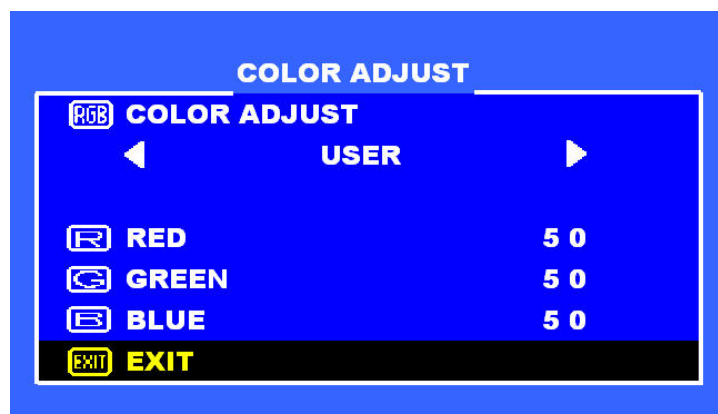 COLOR ADJUST
RGB COLOR ADJUST
USER
R RED 50
G GREEN 50
B BLUE 50
EXIT EXIT